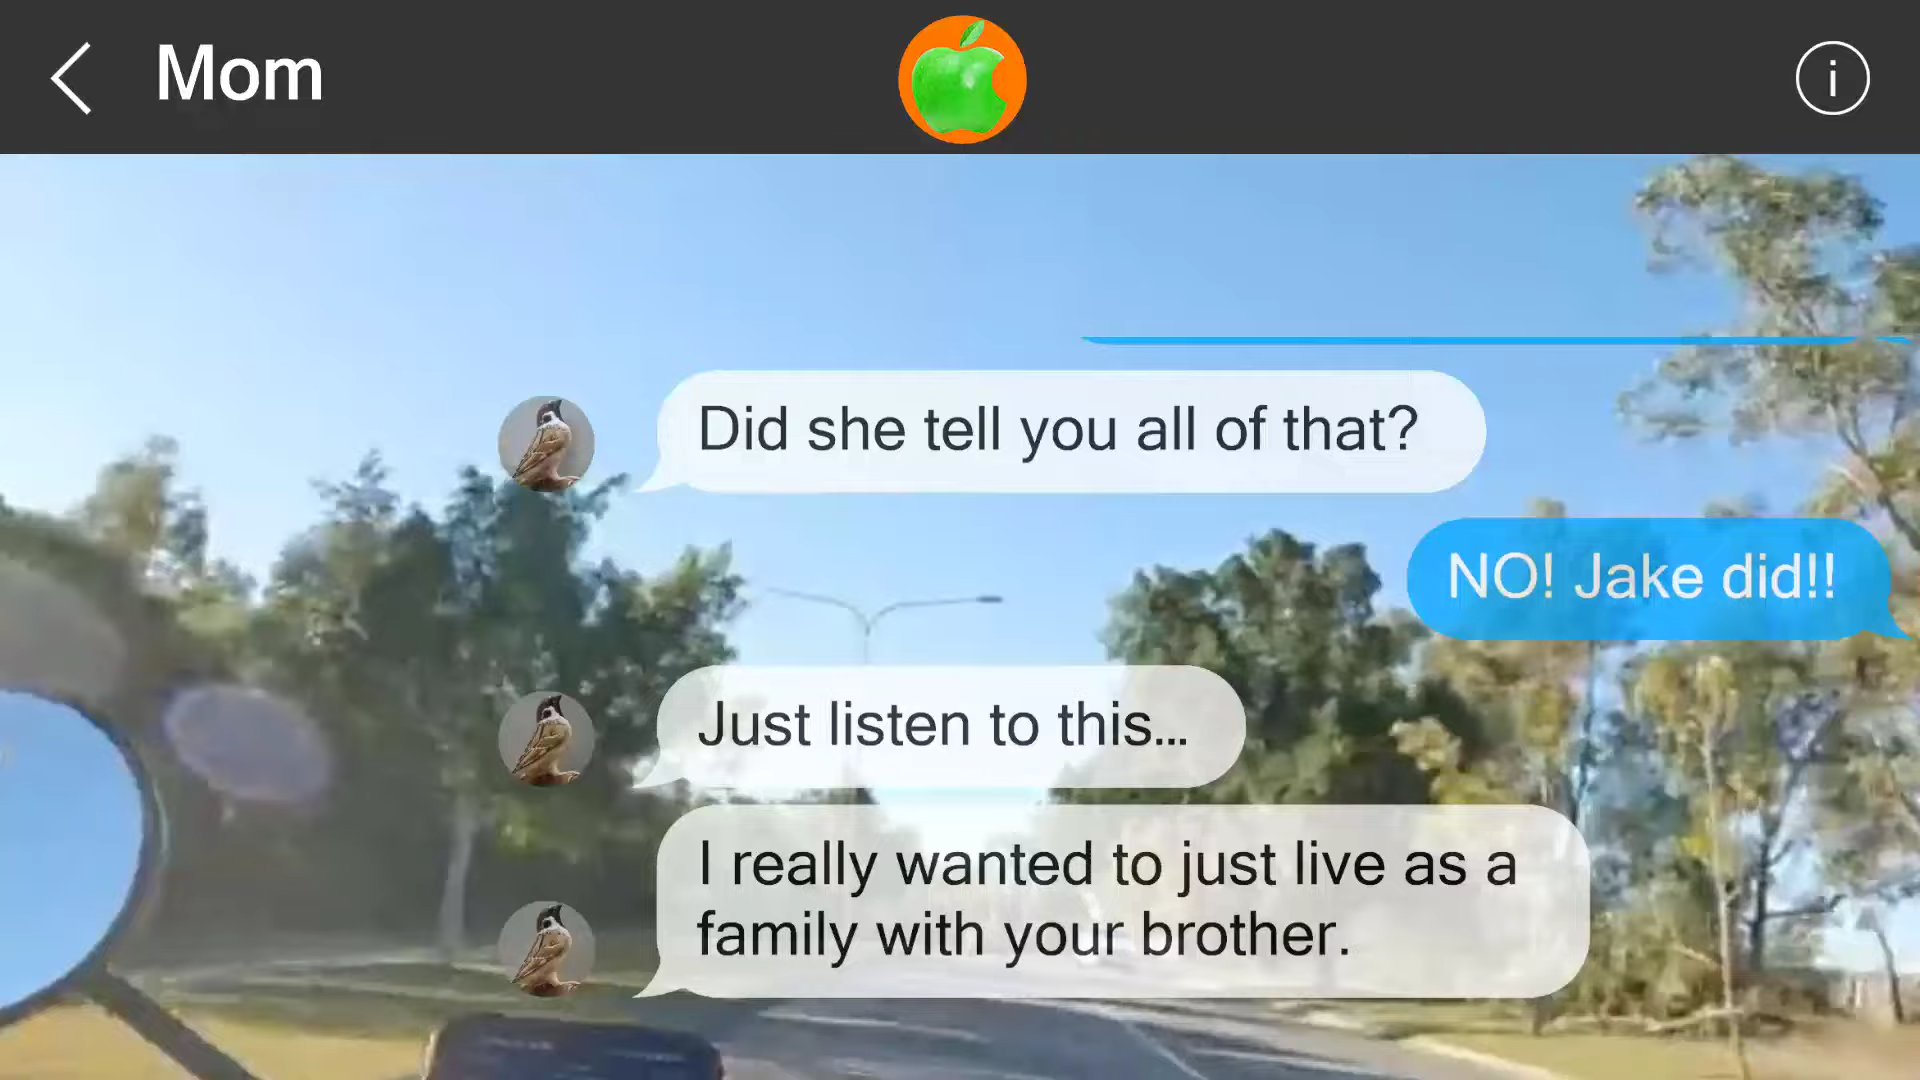 Mom
Did she tell you all of that?
NO! Jake did!!
Just listen to this...
I really wanted to just live as a
family with your brother.